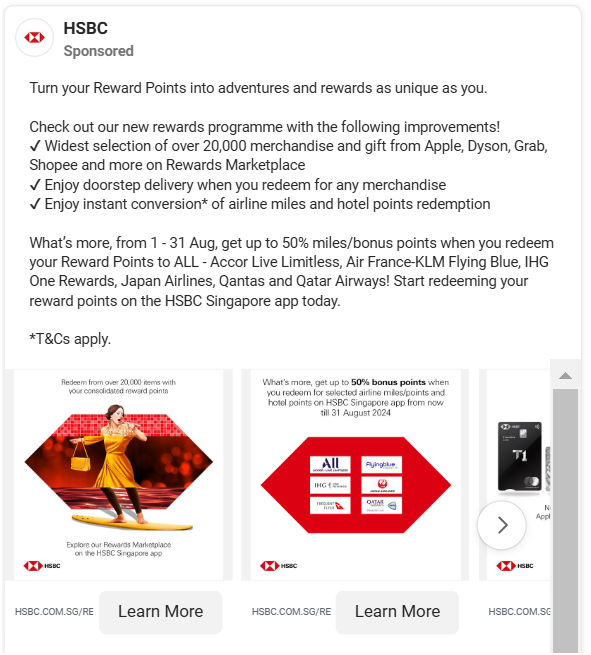 HSBC
Sponsored
Turn your Reward Points into adventures and rewards as unique as you.
Check out our new rewards programme with the following improvements!
✓ Widest selection of over 20,000 merchandise and gift from Apple, Dyson, Grab,
Shopee and more on Rewards Marketplace
✓ Enjoy doorstep delivery when you redeem for any merchandise
✓ Enjoy instant conversion* of airline miles and hotel points redemption
What's more, from 1 - 31 Aug, get up to 50% miles/bonus points when you redeem
your Reward Points to ALL - Accor Live Limitless, Air France-KLM Flying Blue, IHG
One Rewards, Japan Airlines, Qantas and Qatar Airways! Start redeeming your
reward points on the HSBC Singapore app today.
*T&Cs apply.
Redeem from over 20,000 items with
your consolidated reward points
Explore our Rewards Marketplace
on the HSBC Singapore app
HSBC
What's more, get up to 50% bonus points when
you redeem for selected airline miles/points and
hotel points on HSBC Singapore app from now
till 31 August 2024
ALL
Flyingblue
IHG
JAPAN AIRLINES
FREQUENT
FLYER
QATAR
HSBC
HSBC
T1
Ni
Appl
HSBC
HSBC.COM.SG/RE
Learn More
HSBC.COM.SG/RE
Learn More
HSBC.COM.SG